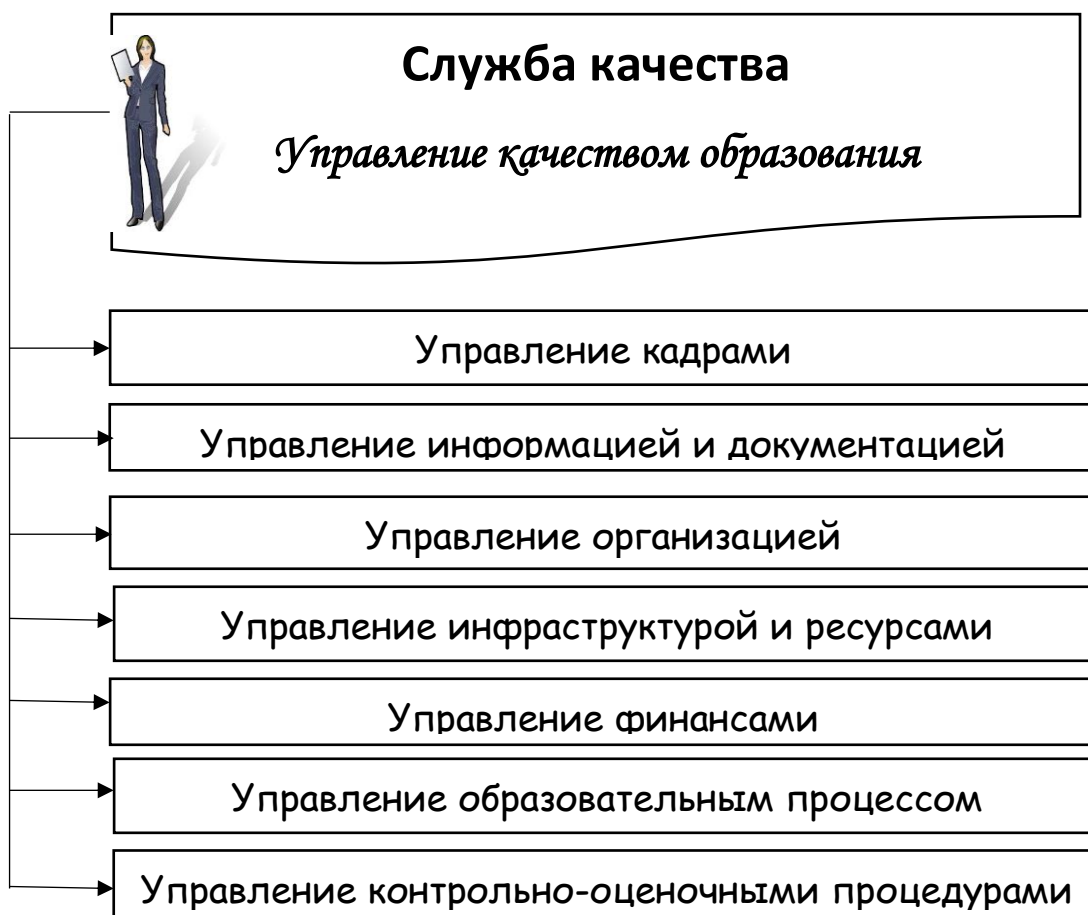 Служба качества
Управление качеством образования
Управление кадрами
Управление информацией и документацией
Управление организацией
Управление инфраструктурой и ресурсами
Управление финансами
Управление образовательным процессом
Управление контрольно-оценочными процедурами